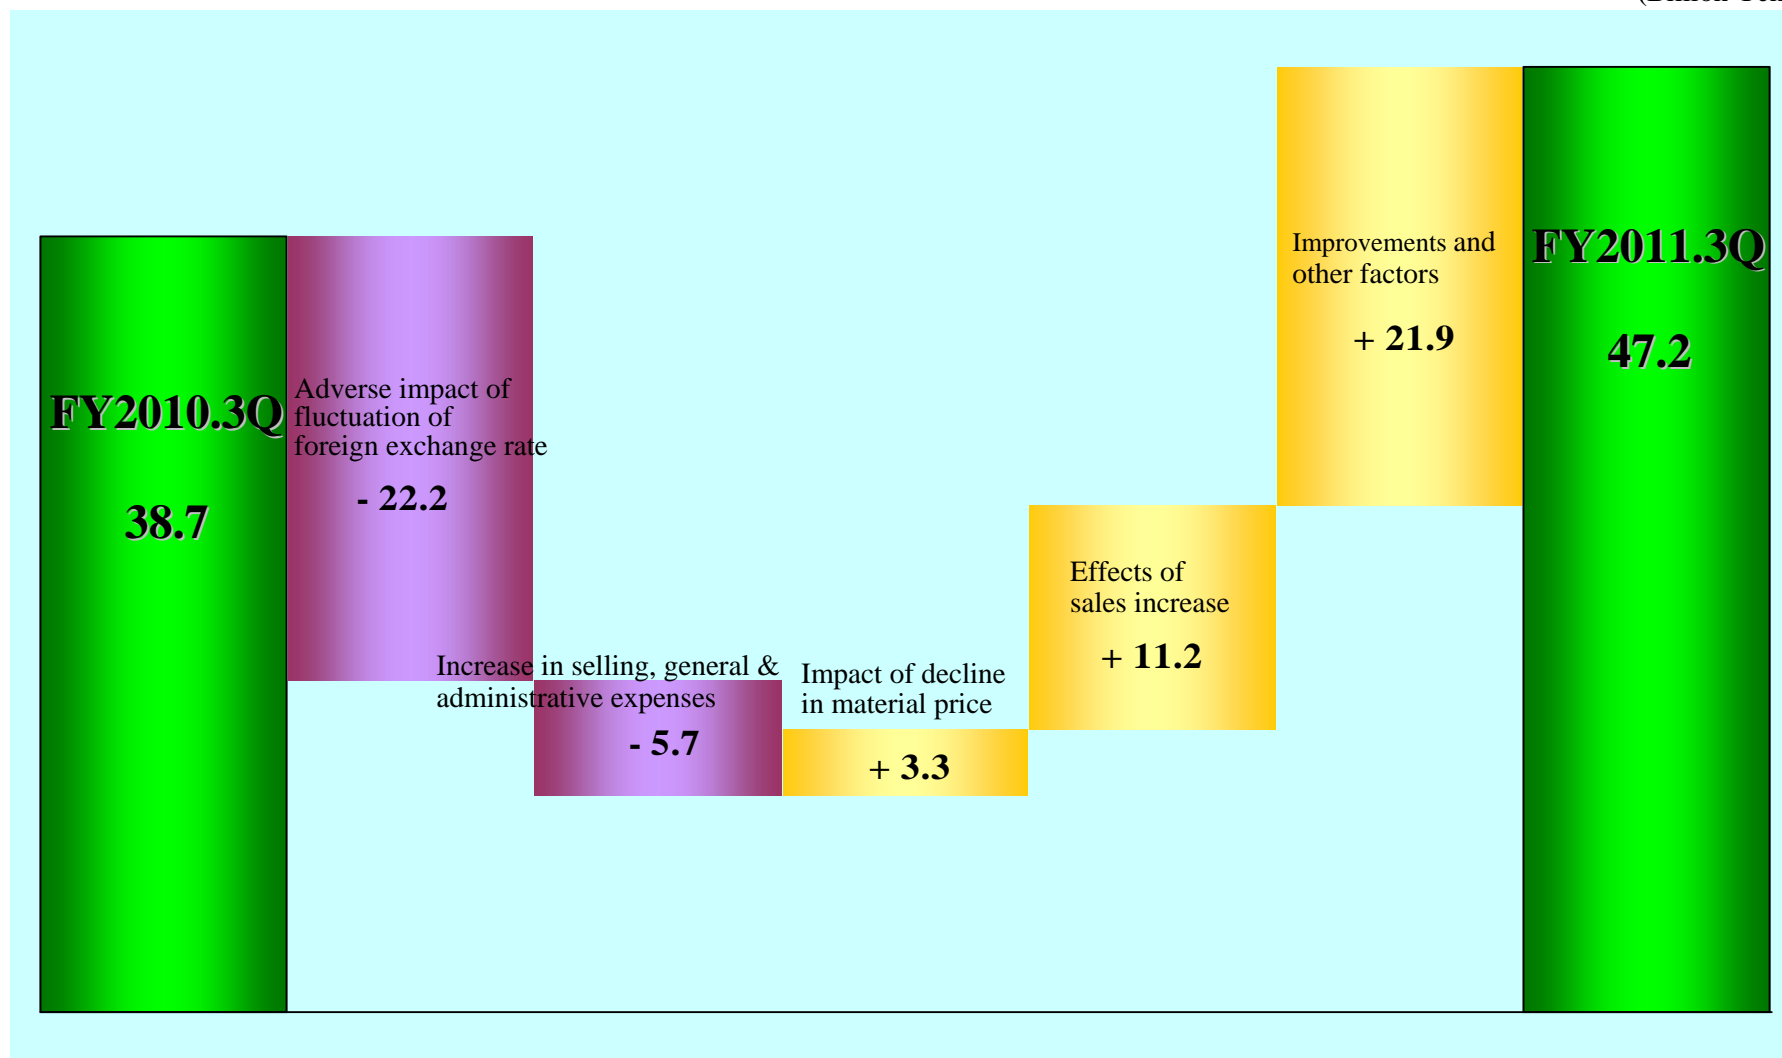 FY2010.3Q
38.7
Adverse impact of
fluctuation of
foreign exchange rate
- 22.2
Increase in selling, general &
administrative expenses
- 5.7
Impact of decline
in material price
+ 3.3
Effects of
sales increase
+ 11.2
Improvements and
other factors
+ 21.9
FY2011.3Q
47.2